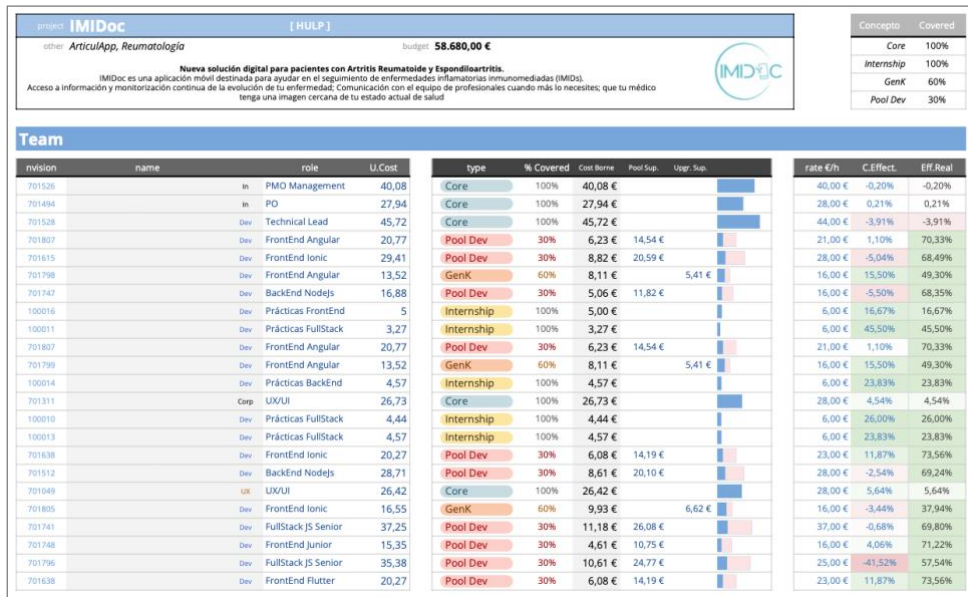 project IMIDoc [ HULP ]
other ArticulApp, Reumatología budget 58.680,00 €
Nueva solución digital para pacientes con Artritis Reumatoide y Espondiloartritis.
IMIDoc es una aplicación móvil destinada para ayudar en el seguimiento de enfermedades inflamatorias inmunomediadas (IMIDs).
Acceso a información y monitorización continua de la evolución de tu enfermedad; Comunicación con el equipo de profesionales cuando más lo necesites; que tu médico
tenga una imagen cercana de tu estado actual de salud
IMIDOC
Concepto Covered
Core 100%
Internship 100%
GenK 60%
Pool Dev 30%
Team
nvision name role U.Cost type % Covered Cost Borne Pool Sup. Upgr. Sup. rate €/h C.Effect. Eff.Real
701526 In PMO Management 40,08 Core 100% 40,08 € 40,00 € -0,20% -0,20%
701494 In PO 27,94 Core 100% 27,94 € 28,00 € 0,21% 0,21%
701528 Dev Technical Lead 45,72 Core 100% 45,72 € 44,00 € -3,91% -3,91%
701807 Dev FrontEnd Angular 20,77 Pool Dev 30% 6,23 € 14,54 € 21,00 € 1,10% 70,33%
701615 Dev FrontEnd Ionic 29,41 Pool Dev 30% 8,82 € 20,59 € 28,00 € -5,04% 68,49%
701798 Dev FrontEnd Angular 13,52 GenK 60% 8,11 € 5,41 € 16,00 € 15,50% 49,30%
701747 Dev BackEnd NodeJs 16,88 Pool Dev 30% 5,06 € 11,82 € 16,00 € -5,50% 68,35%
100016 Dev Prácticas FrontEnd 5 Internship 100% 5,00 € 6,00 € 16,67% 16,67%
100011 Dev Prácticas FullStack 3,27 Internship 100% 3,27 € 6,00 € 45,50% 45,50%
701807 Dev FrontEnd Angular 20,77 Pool Dev 30% 6,23 € 14,54 € 21,00 € 1,10% 70,33%
701799 Dev FrontEnd Angular 13,52 GenK 60% 8,11 € 5,41 € 16,00 € 15,50% 49,30%
100014 Dev Prácticas BackEnd 4,57 Internship 100% 4,57 € 6,00 € 23,83% 23,83%
701311 Corp UX/UI 26,73 Core 100% 26,73 € 28,00 € 4,54% 4,54%
100010 Dev Prácticas FullStack 4,44 Internship 100% 4,44 € 6,00 € 26,00% 26,00%
100013 Dev Prácticas FullStack 4,57 Internship 100% 4,57 € 6,00 € 23,83% 23,83%
701638 Dev FrontEnd Ionic 20,27 Pool Dev 30% 6,08 € 14,19 € 23,00 € 11,87% 73,56%
701512 Dev BackEnd NodeJs 28,71 Pool Dev 30% 8,61 € 20,10 € 28,00 € -2,54% 69,24%
701049 UX UX/UI 26,42 Core 100% 26,42 € 28,00 € 5,64% 5,64%
701805 Dev FrontEnd Ionic 16,55 GenK 60% 9,93 € 6,62 € 16,00 € -3,44% 37,94%
701741 Dev FullStack JS Senior 37,25 Pool Dev 30% 11,18 € 26,08 € 37,00 € -0,68% 69,80%
701748 Dev FrontEnd Junior 15,35 Pool Dev 30% 4,61 € 10,75 € 16,00 € 4,06% 71,22%
701796 Dev FullStack JS Senior 35,38 Pool Dev 30% 10,61 € 24,77 € 25,00 € -41,52% 57,54%
701638 Dev FrontEnd Flutter 20,27 Pool Dev 30% 6,08 € 14,19 € 23,00 € 11,87% 73,56%